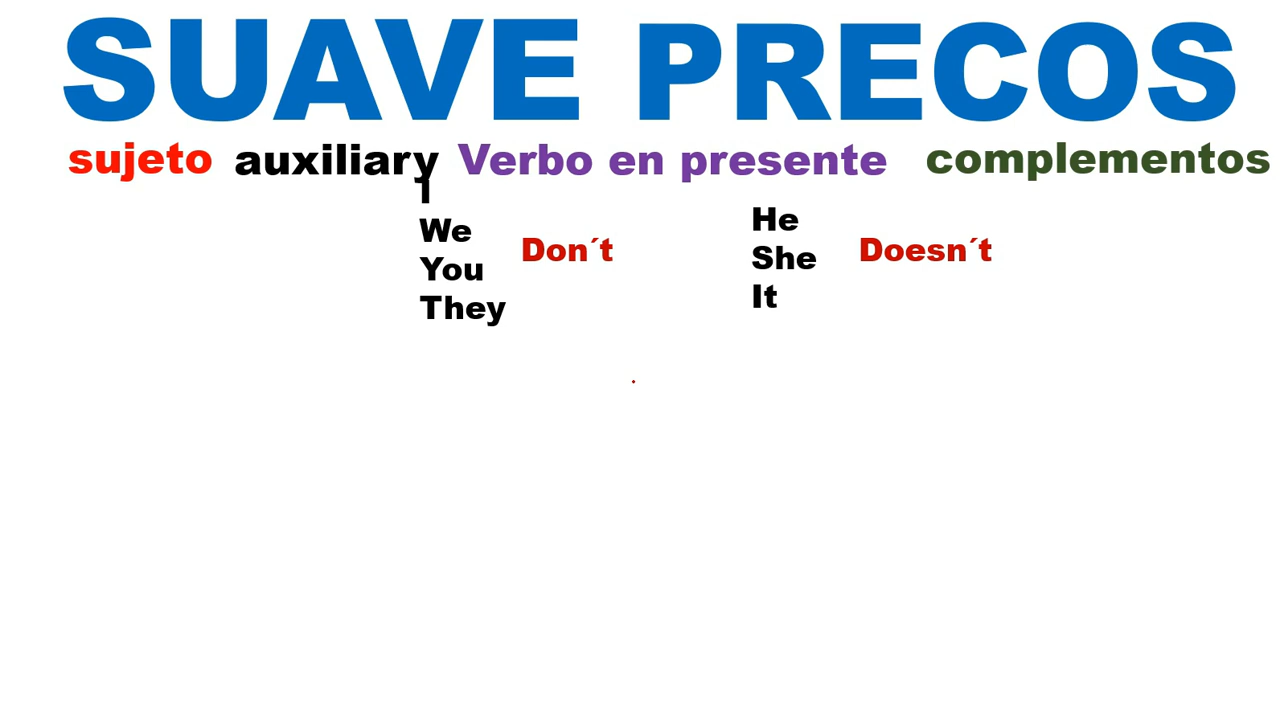 SUAVE PRECOS
sujeto auxiliary Verbo en presente complementos
I
We
You
They
Don´t
He
She
It
Doesn´t